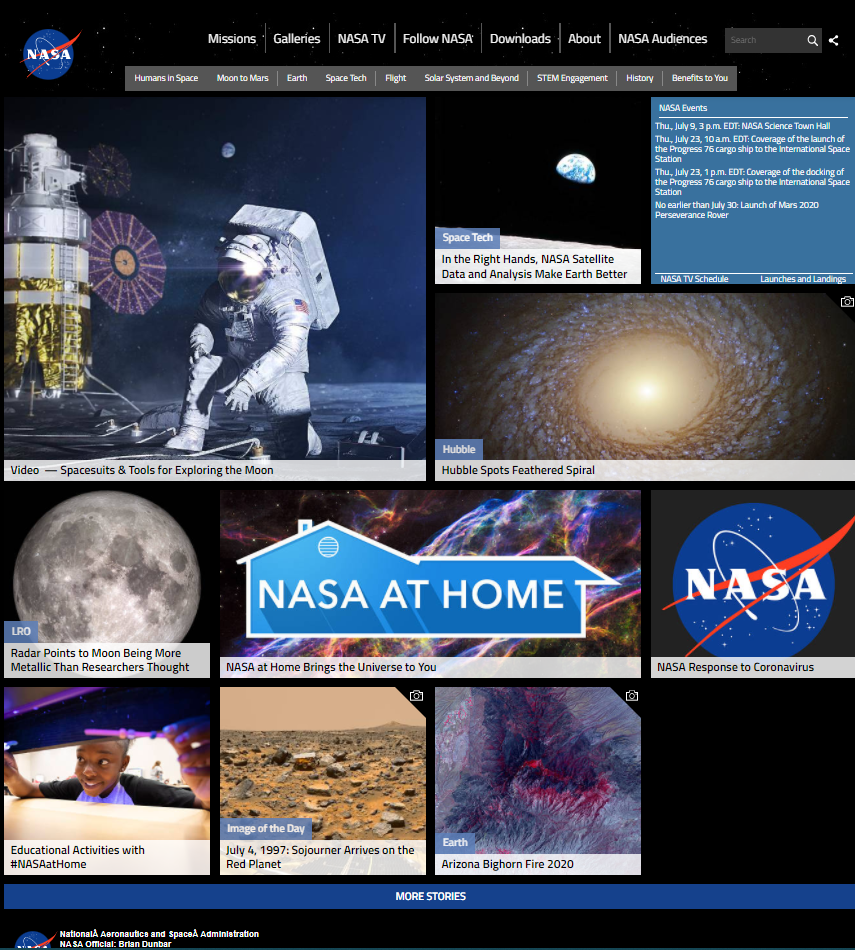 NASA
Missions
Galleries
NASA TV
Follow NASA
Downloads
About
NASA Audiences
Search
Humans in Space
Moon to Mars
Earth
Space Tech
Flight
Solar System and Beyond
STEM Engagement
History
Benefits to You
NASA Events
Thu., July 9, 3 p.m. EDT: NASA Science Town Hall
Thu., July 23, 10 a.m. EDT: Coverage of the launch of
the Progress 76 cargo ship to the International Space
Station
Thu., July 23, 1 p.m. EDT: Coverage of the docking of
the Progress 76 cargo ship to the International Space
Station
No earlier than July 30: Launch of Mars 2020
Perseverance Rover
NASA TV Schedule
Launches and Landings
Space Tech
In the Right Hands, NASA Satellite
Data and Analysis Make Earth Better
Video — Spacesuits & Tools for Exploring the Moon
Hubble
Hubble Spots Feathered Spiral
LRO
Radar Points to Moon Being More
Metallic Than Researchers Thought
NASA AT HOME
NASA at Home Brings the Universe to You
NASA
NASA Response to Coronavirus
Educational Activities with
#NASAatHome
Image of the Day
July 4, 1997: Sojourner Arrives on the
Red Planet
Earth
Arizona Bighorn Fire 2020
MORE STORIES
NASA
NationalÂ Aeronautics and SpaceÂ Administration
NASA Official: Brian Dunbar